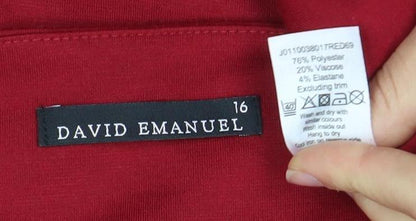 16
DAVID EMANUEL
J0110038017RED69
76% Polyester
20% Viscose
4% Elastane
Excluding trim
40
Wash and dry with
similar colours
Wash inside out
Hang to dry